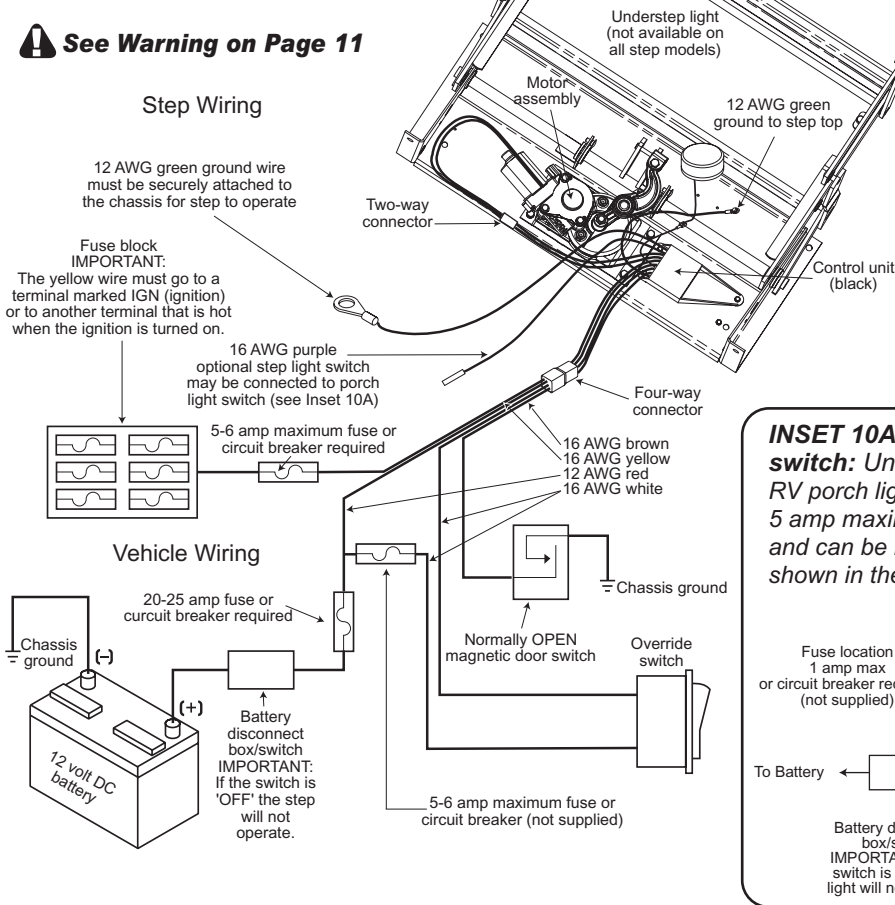 See Warning on Page 11
Understep light
(not available on
all step models)
Step Wiring
Motor
assembly
12 AWG green
ground to step top
12 AWG green ground wire
must be securely attached to
the chassis for step to operate
Two-way
connector
Fuse block
IMPORTANT:
The yellow wire must go to a
terminal marked IGN (ignition)
or to another terminal that is hot
when the ignition is turned on.
Control unit
(black)
16 AWG purple
optional step light switch
may be connected to porch
light switch (see Inset 10A)
Four-way
connector
5-6 amp maximum fuse or
circuit breaker required
16 AWG brown
16 AWG yellow
12 AWG red
16 AWG white
INSET 10A
switch: Un
RV porch lig
5 amp maxi
and can be
shown in the
Vehicle Wiring
20-25 amp fuse or
curcuit breaker required
Chassis ground
Normally OPEN
magnetic door switch
Override
switch
Chassis
ground
(-)
(+)
12 volt DC
battery
Battery
disconnect
box/switch
IMPORTANT:
If the switch is
'OFF' the step
will not
operate.
5-6 amp maximum fuse or
circuit breaker (not supplied)
Fuse location
1 amp max
or circuit breaker re
(not supplied)
To Battery
Battery d
box/s
IMPORTA
switch is
light will n